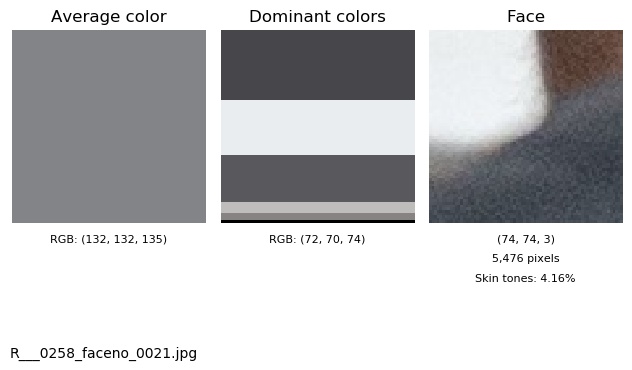 Average color
Dominant colors
Face
RGB: (132, 132, 135)
RGB: (72, 70, 74)
(74, 74, 3)
5,476 pixels
Skin tones: 4.16%
R___0258_faceno_0021.jpg